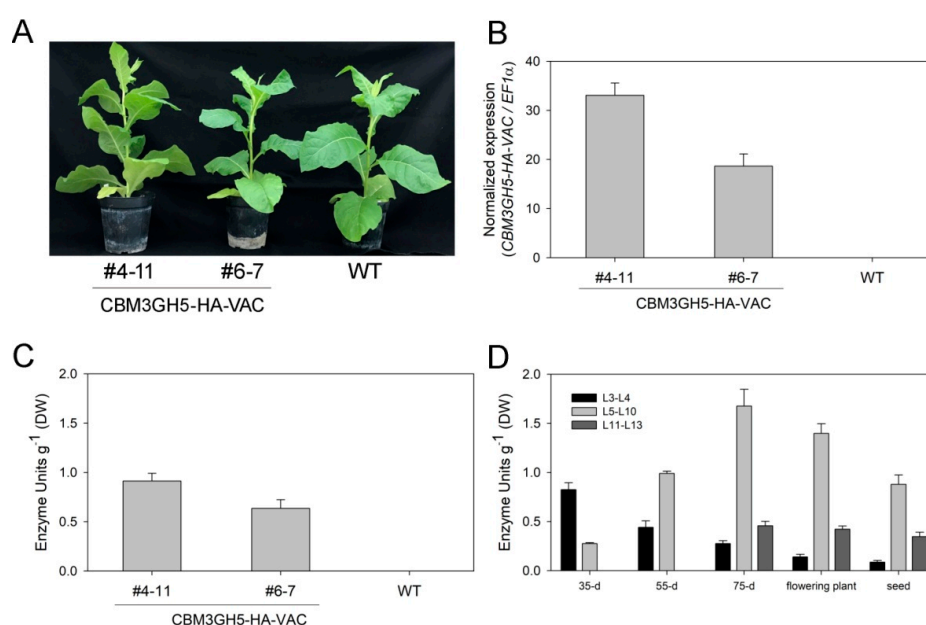 A
#4-11 #6-7 WT
CBM3GH5-HA-VAC
B
Normalized expression
(CBM3GH5-HA-VAC / EF1α)
40
30
20
10
0
#4-11 #6-7 WT
CBM3GH5-HA-VAC
C
Enzyme Units g-1 (DW)
2.0
1.5
1.0
0.5
0.0
#4-11 #6-7 WT
CBM3GH5-HA-VAC
D
Enzyme Units g-1 (DW)
2.0
1.5
1.0
0.5
0.0
L3-L4
L5-L10
L11-L13
35-d 55-d 75-d flowering plant seed